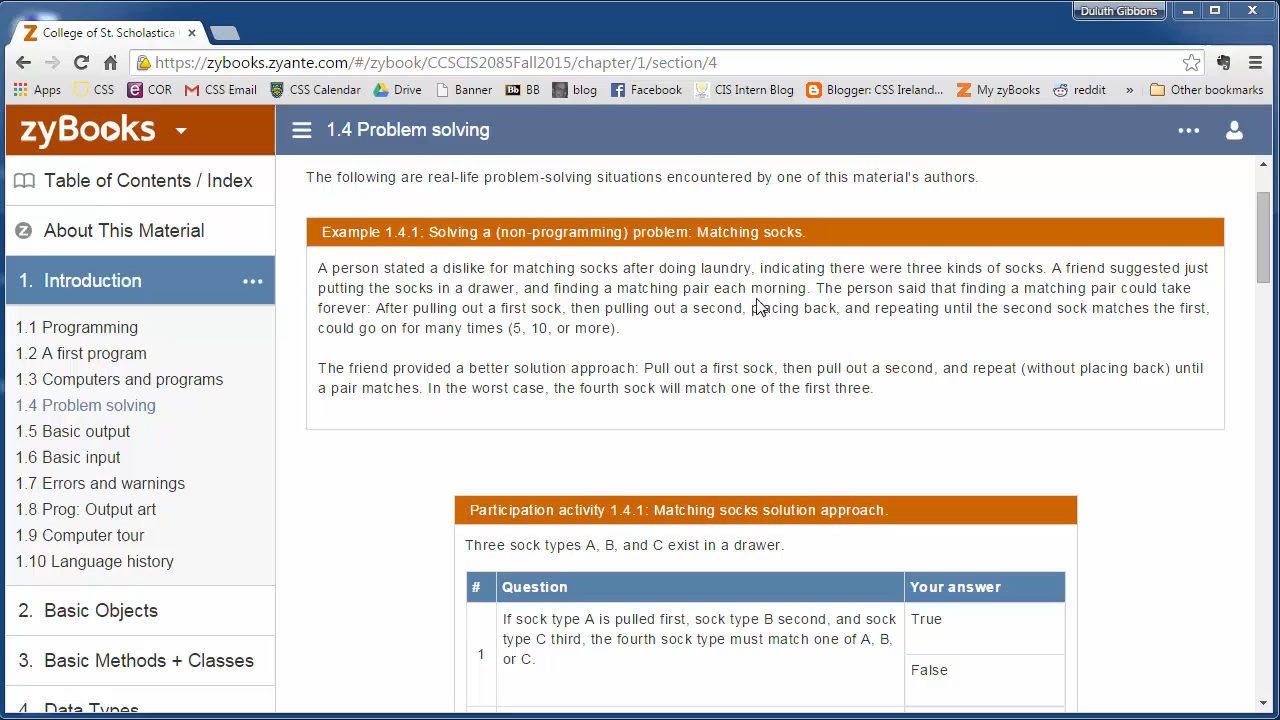 Duluth Gibbons
College of St. Scholastica
https://zybooks.zyante.com/#/zybook/CCSCIS2085Fall2015/chapter/1/section/4
Apps CSS COR CSS Email CSS Calendar Drive Banner BB blog Facebook CIS Intern Blog Blogger: CSS Ireland... My zyBooks reddit » Other bookmarks
zyBooks
1.4 Problem solving
Table of Contents / Index
About This Material
1. Introduction
1.1 Programming
1.2 A first program
1.3 Computers and programs
1.4 Problem solving
1.5 Basic output
1.6 Basic input
1.7 Errors and warnings
1.8 Prog: Output art
1.9 Computer tour
1.10 Language history
2. Basic Objects
3. Basic Methods + Classes
4. Data Types
The following are real-life problem-solving situations encountered by one of this material's authors.
Example 1.4.1: Solving a (non-programming) problem: Matching socks.
A person stated a dislike for matching socks after doing laundry, indicating there were three kinds of socks. A friend suggested just
putting the socks in a drawer, and finding a matching pair each morning. The person said that finding a matching pair could take
forever: After pulling out a first sock, then pulling out a second, placing back, and repeating until the second sock matches the first,
could go on for many times (5, 10, or more).
The friend provided a better solution approach: Pull out a first sock, then pull out a second, and repeat (without placing back) until
a pair matches. In the worst case, the fourth sock will match one of the first three.
Participation activity 1.4.1: Matching socks solution approach.
Three sock types A, B, and C exist in a drawer.
# Question Your answer
1
If sock type A is pulled first, sock type B second, and sock
type C third, the fourth sock type must match one of A, B,
or C.
True
False